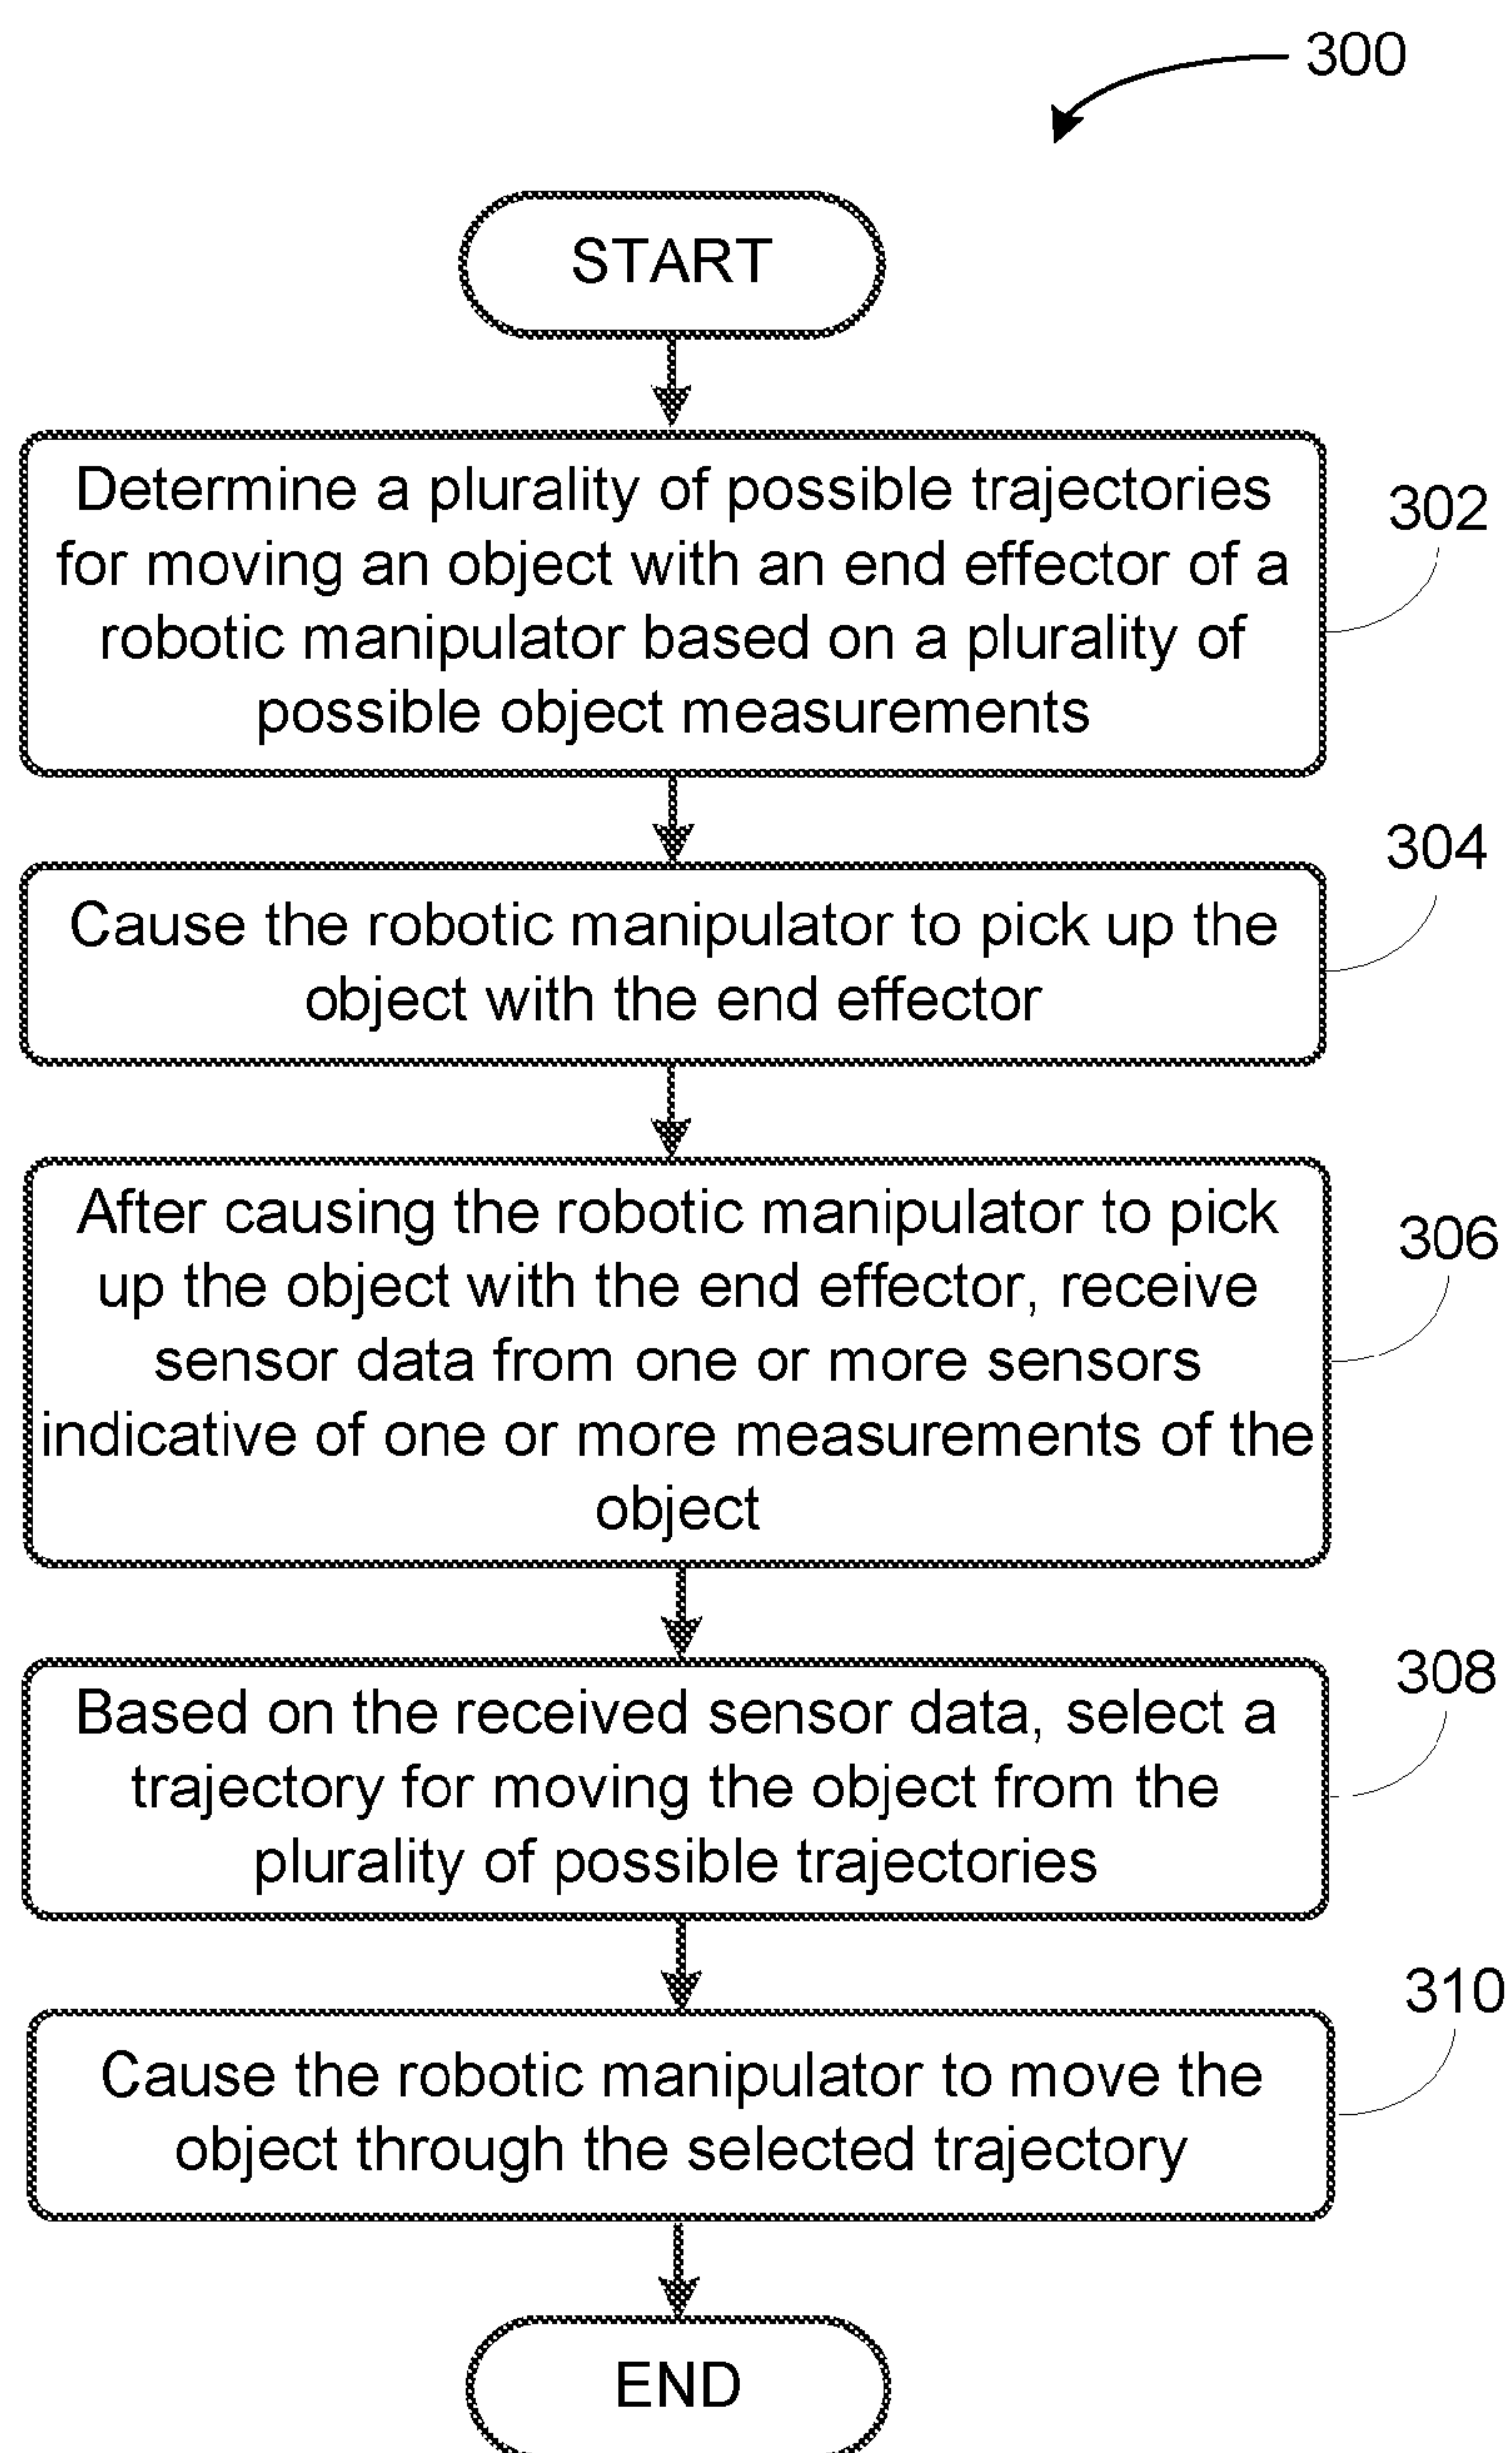 300
START
Determine a plurality of possible trajectories
for moving an object with an end effector of a
robotic manipulator based on a plurality of
possible object measurements
302
Cause the robotic manipulator to pick up the
object with the end effector
304
After causing the robotic manipulator to pick
up the object with the end effector, receive
sensor data from one or more sensors
indicative of one or more measurements of the
object
306
Based on the received sensor data, select a
trajectory for moving the object from the
plurality of possible trajectories
308
Cause the robotic manipulator to move the
object through the selected trajectory
310
END